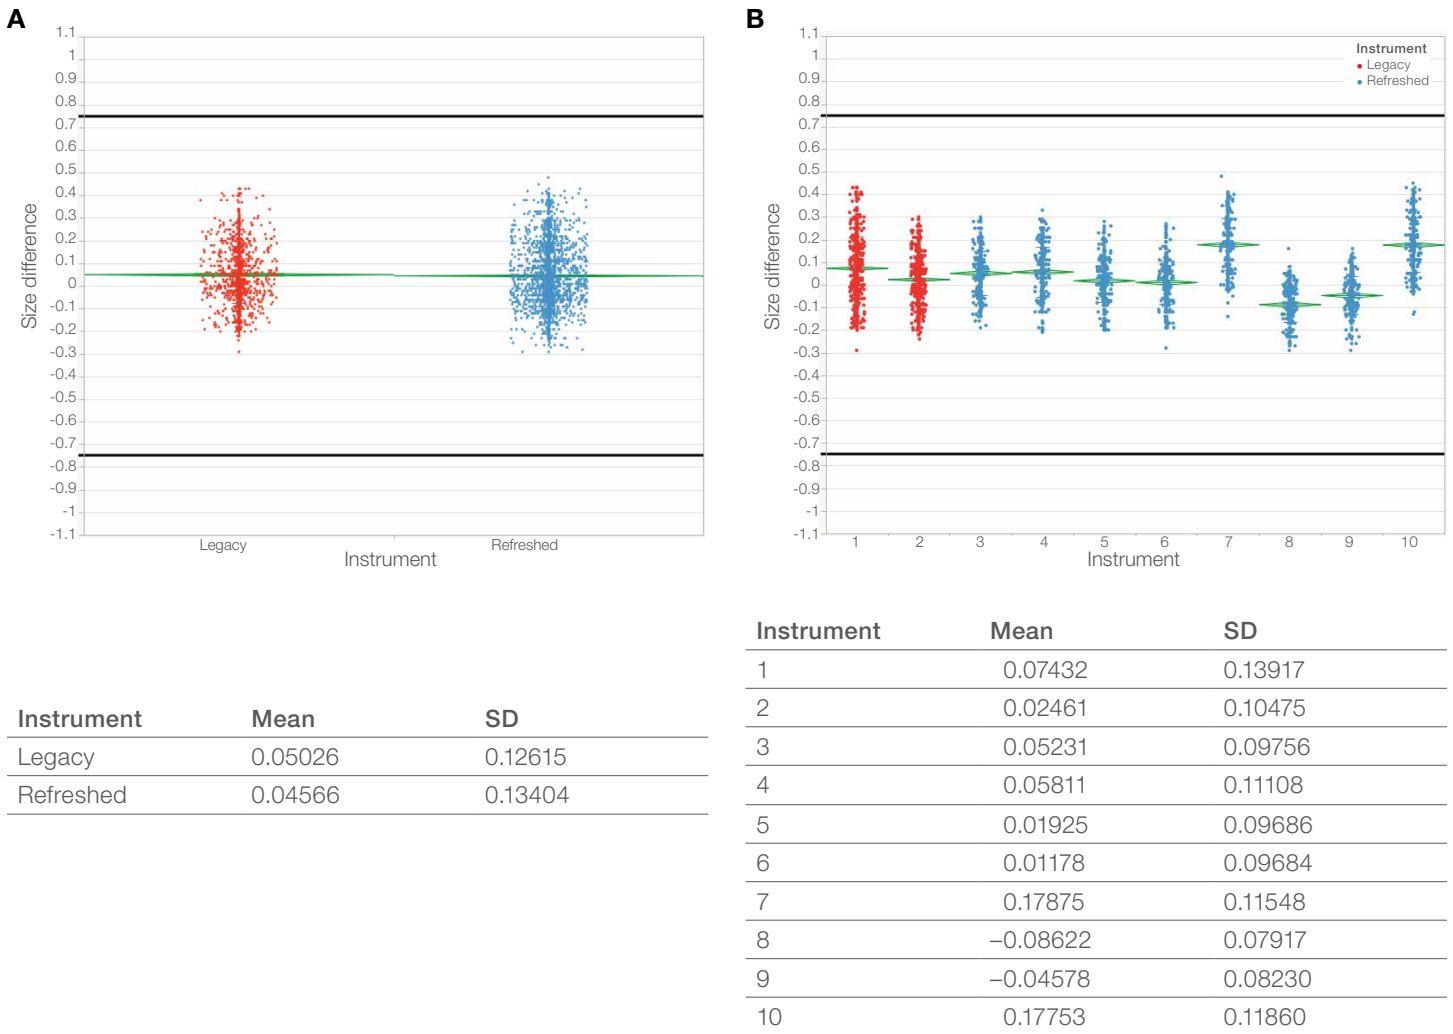 A
1.1
1
0.9
0.8
0.7
0.6
0.5
0.4
0.3
0.2
0.1
0
-0.1
-0.2
-0.3
-0.4
-0.5
-0.6
-0.7
-0.8
-0.9
-1
-1.1
Size difference
Legacy Refreshed
Instrument
B
1.1
1
0.9
0.8
0.7
0.6
0.5
0.4
0.3
0.2
0.1
0
-0.1
-0.2
-0.3
-0.4
-0.5
-0.6
-0.7
-0.8
-0.9
-1
-1.1
Size difference
Instrument
Legacy
Refreshed
1 2 3 4 5 6 7 8 9 10
Instrument
Instrument Mean SD
Legacy 0.05026 0.12615
Refreshed 0.04566 0.13404
Instrument Mean SD
1 0.07432 0.13917
2 0.02461 0.10475
3 0.05231 0.09756
4 0.05811 0.11108
5 0.01925 0.09686
6 0.01178 0.09684
7 0.17875 0.11548
8 −0.08622 0.07917
9 −0.04578 0.08230
10 0.17753 0.11860